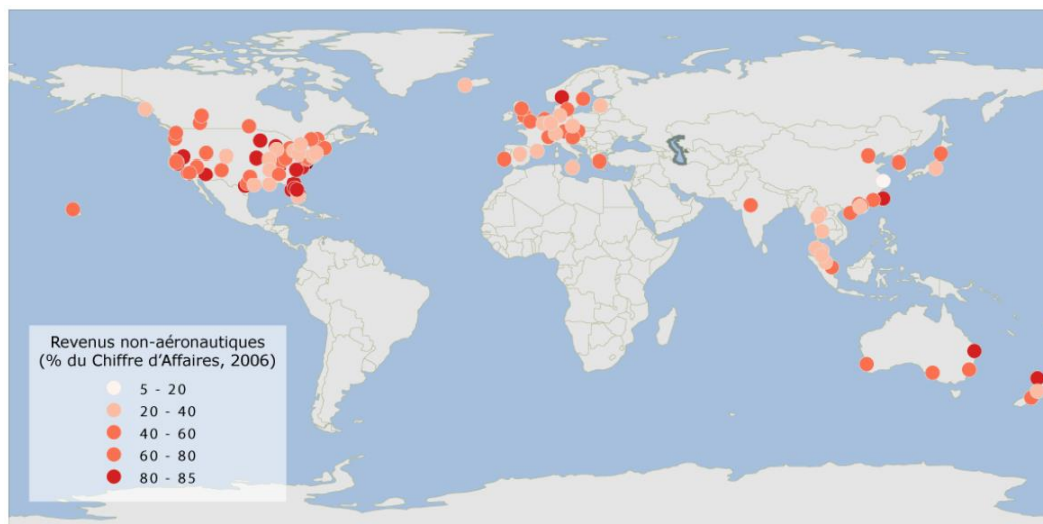 Revenus non-aéronautiques
(% du Chiffre d'Affaires, 2006)
5 - 20
20 - 40
40 - 60
60 - 80
80 - 85